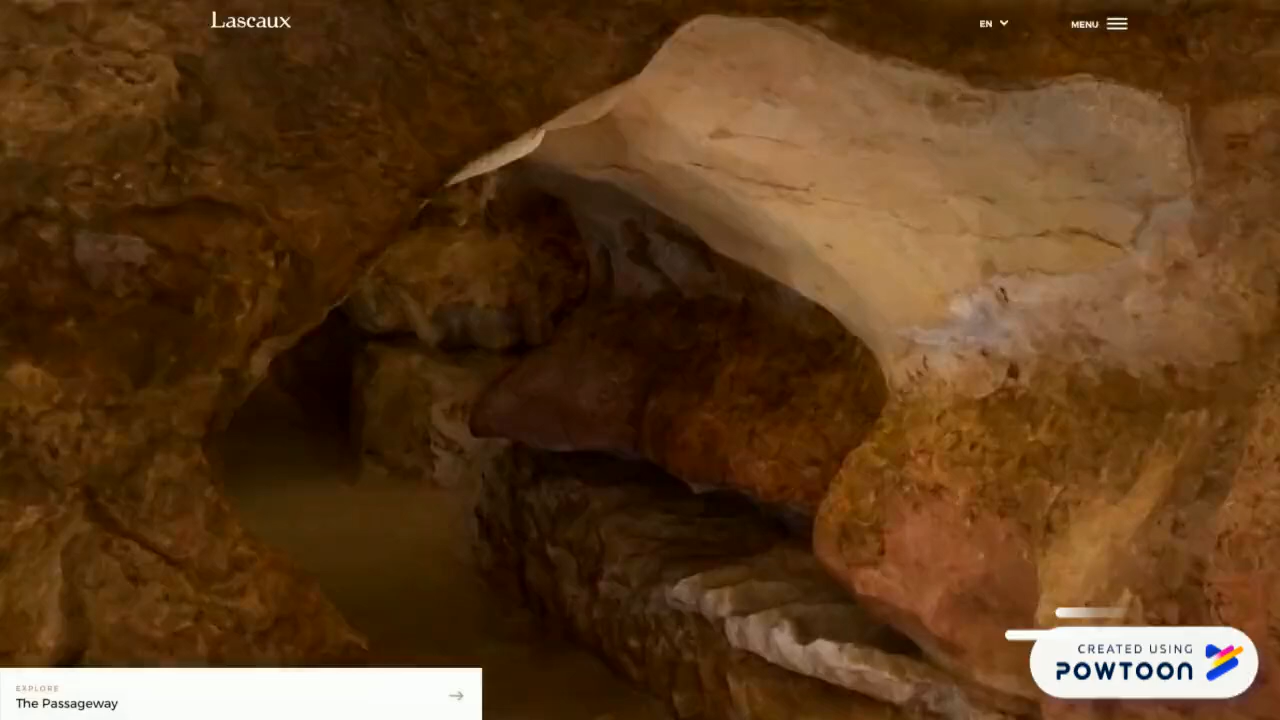 Lascaux
EN
MENU
EXPLORE
The Passageway
CREATED USING
POWTOON